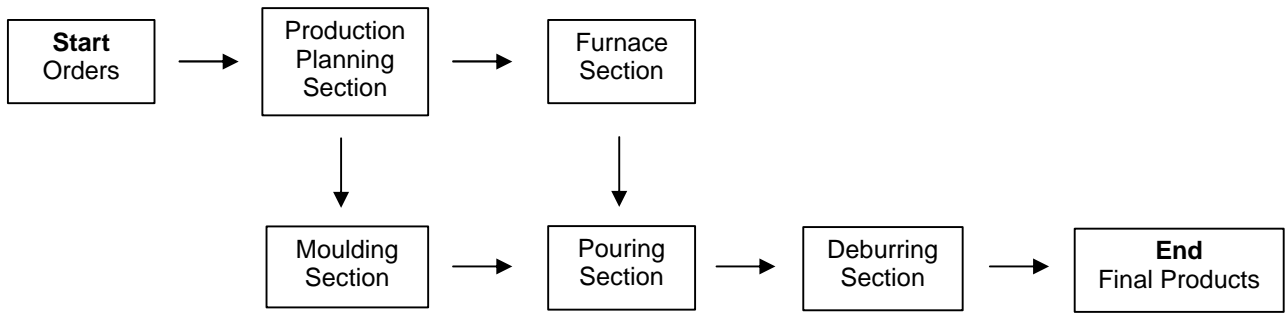 Start
Orders
Production
Planning
Section
Furnace
Section
Moulding
Section
Pouring
Section
Deburring
Section
End
Final Products